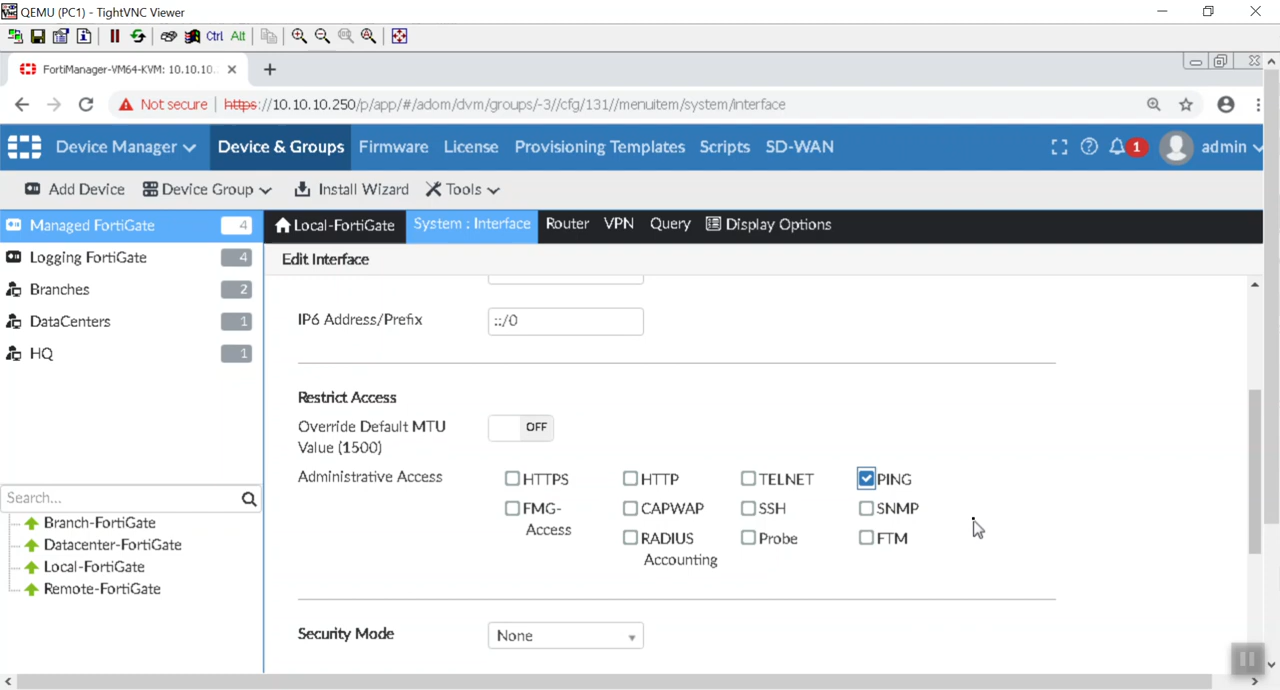 QEMU (PC1) - TightVNC Viewer
Ctrl Alt
FortiManager-VM64-KVM: 10.10.10
Not secure https://10.10.10.250/p/app/#/adom/dvm/groups/-3//cfg/131//menuitem/system/interface
Device Manager Device & Groups Firmware License Provisioning Templates Scripts SD-WAN 1 admin
Add Device Device Group Install Wizard Tools
Managed FortiGate 4
Logging FortiGate 4
Branches 2
DataCenters 1
HQ 1
Search...
Branch-FortiGate
Datacenter-FortiGate
Local-FortiGate
Remote-FortiGate
Local-FortiGate System : Interface Router VPN Query Display Options
Edit Interface
IP6 Address/Prefix ::/0
Restrict Access
Override Default MTU
Value (1500) OFF
Administrative Access
HTTPS HTTP TELNET PING
FMG-
Access CAPWAP SSH SNMP
RADIUS
Accounting Probe FTM
Security Mode None